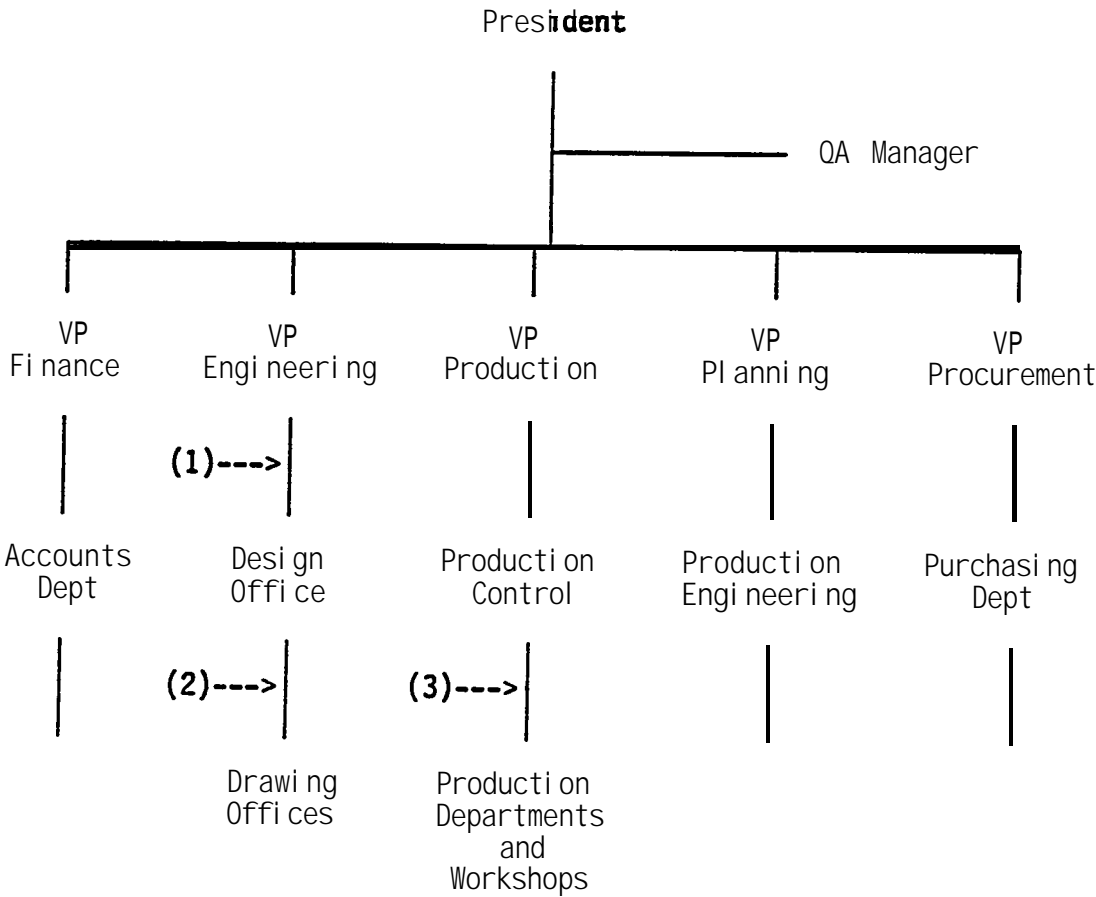 President
QA Manager
VP
Finance
VP
Engineering
VP
Production
VP
Planning
VP
Procurement
(1)--->
Accounts
Dept
Design
Office
Production
Control
Production
Engineering
Purchasing
Dept
(2)--->
(3)--->
Drawing
Offices
Production
Departments
and
Workshops